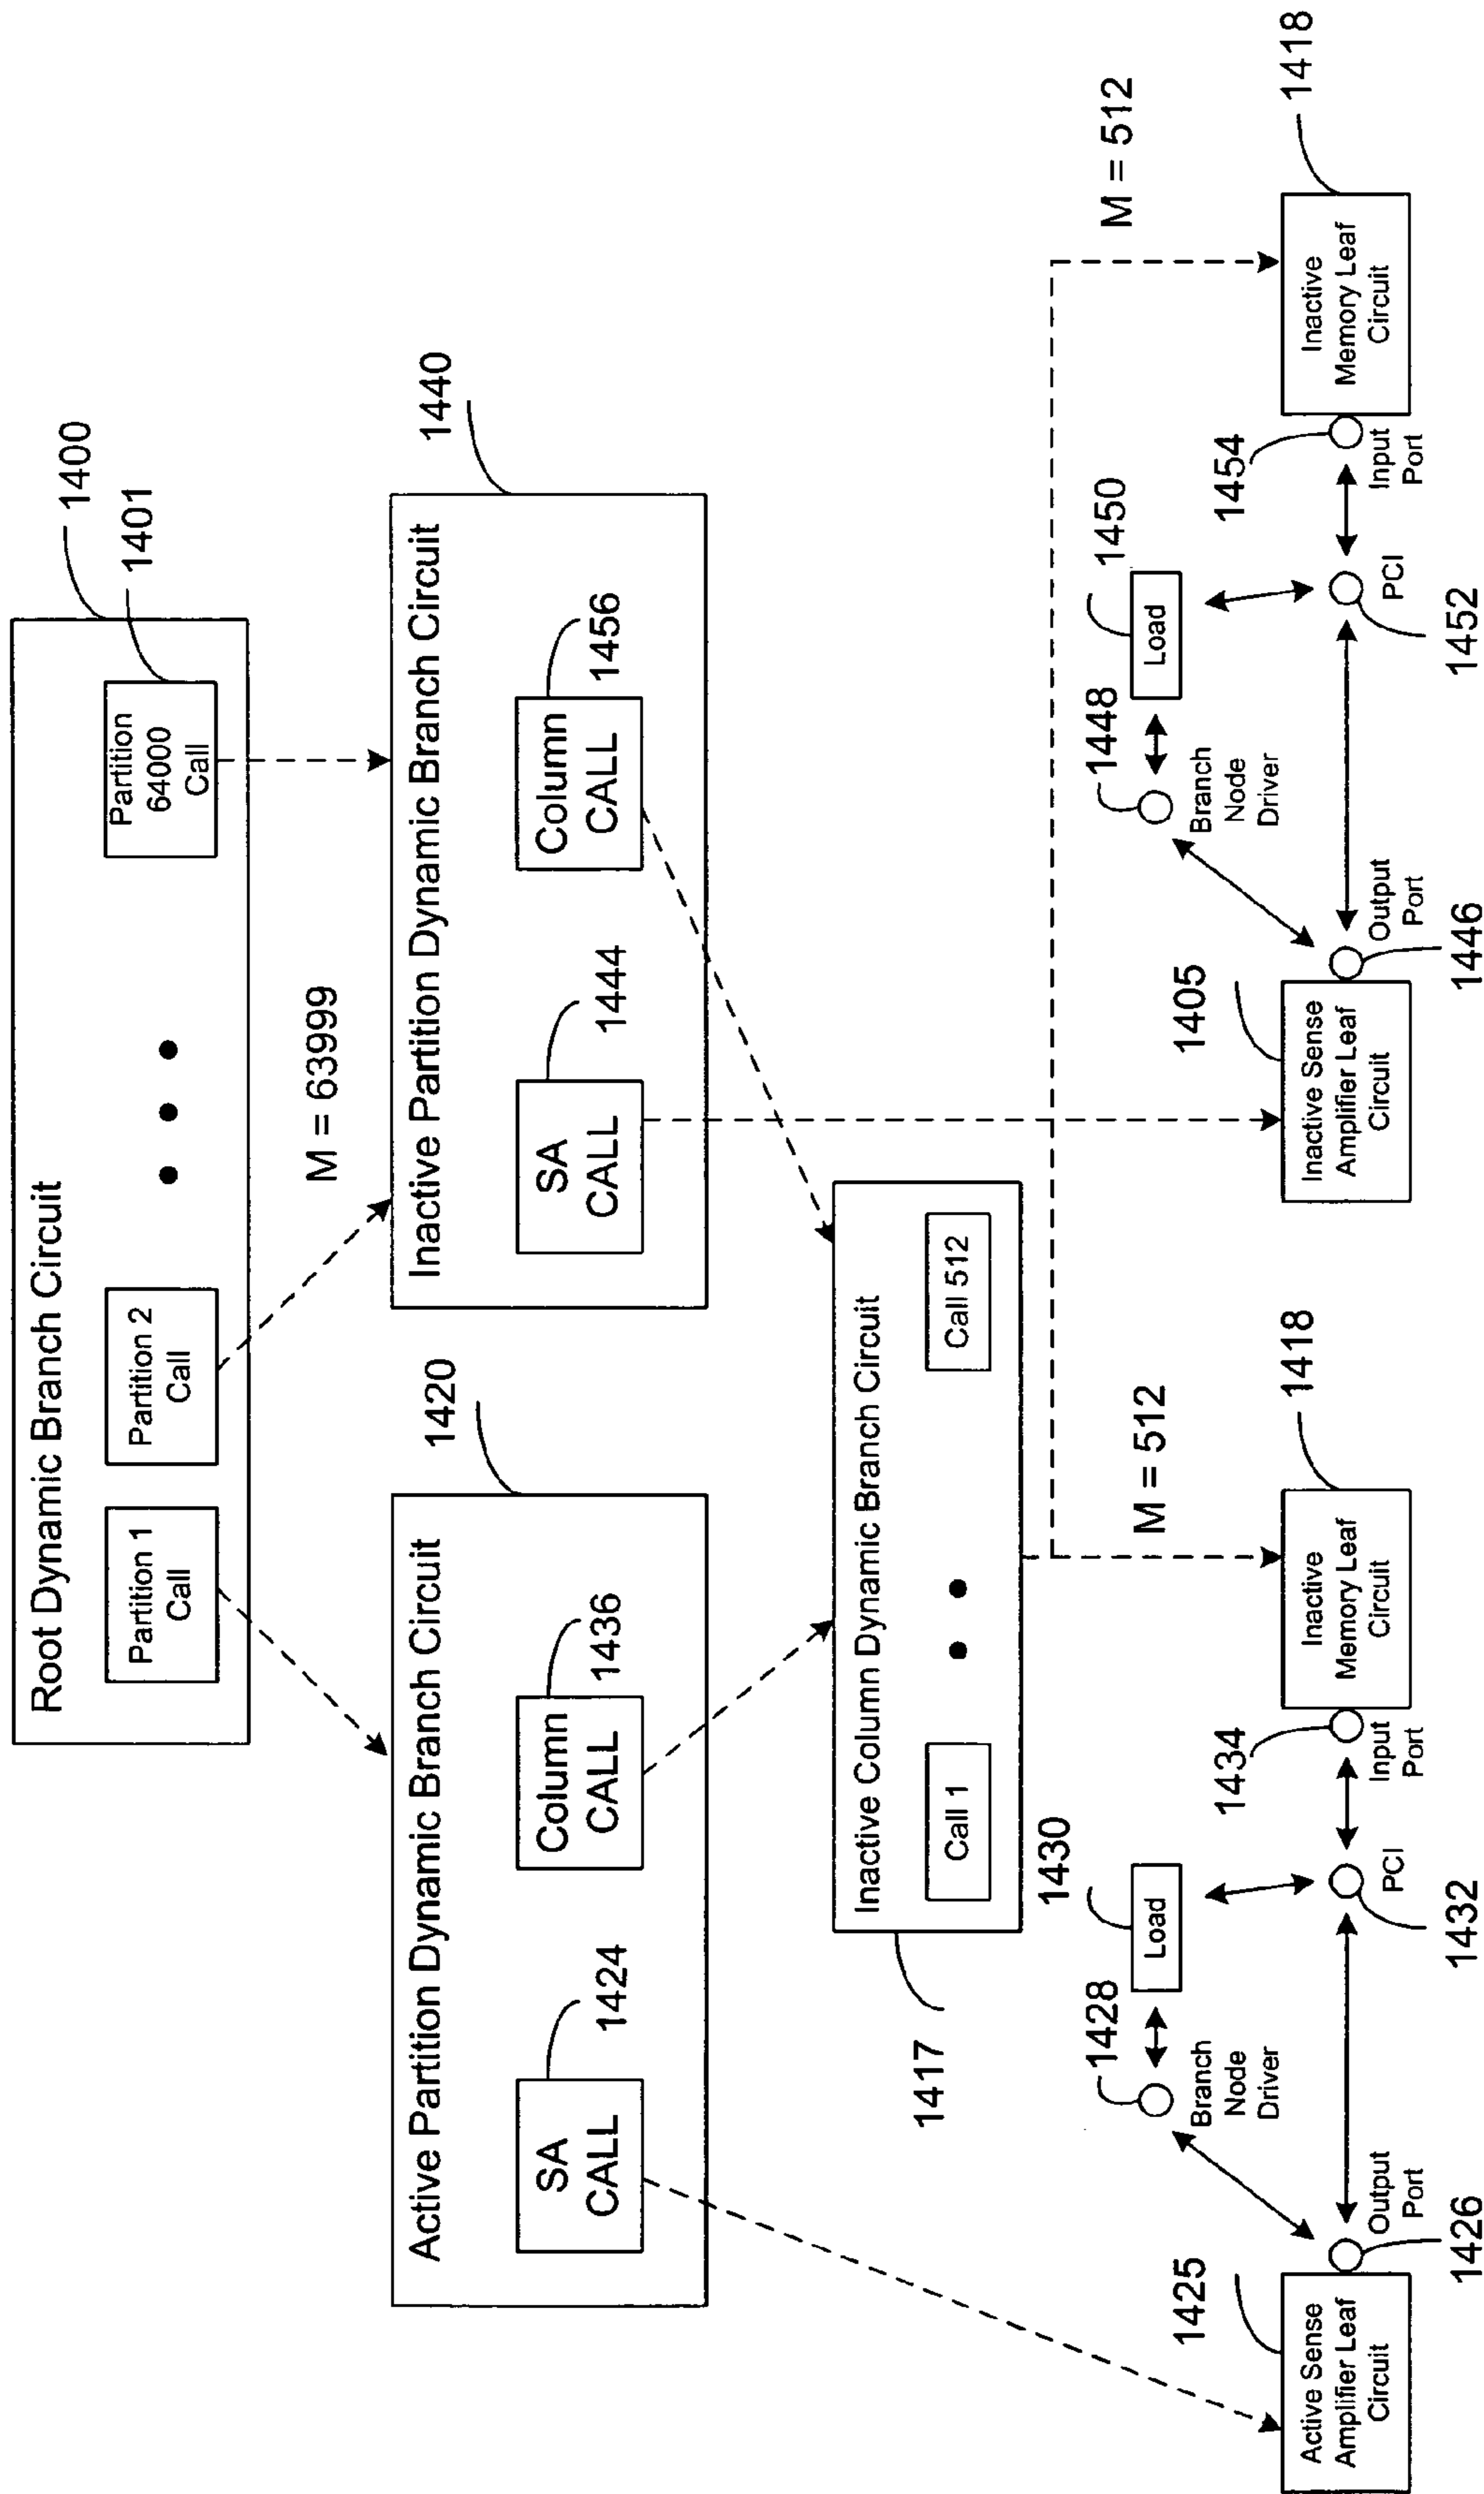 Root Dynamic Branch Circuit
Partition 1
Call
Partition 2
Call
Partition
64000
Call
1400
1401
M = 63999
Active Partition Dynamic Branch Circuit
SA
CALL
1424
Column
CALL
1436
1420
Inactive Partition Dynamic Branch Circuit
SA
CALL
1444
Column
CALL
1456
1440
Inactive Column Dynamic Branch Circuit
Call 1
Call 512
1417
M = 512
M = 512
1425
Active Sense
Amplifier Leaf
Circuit
Output
Port
1426
1428
Branch
Node
Driver
1430
Load
PCI
1432
1434
Input
Port
Inactive
Memory Leaf
Circuit
1418
1405
Inactive Sense
Amplifier Leaf
Circuit
Output
Port
1446
1448
Branch
Node
Driver
1450
Load
PCI
1452
1454
Input
Port
Inactive
Memory Leaf
Circuit
1418